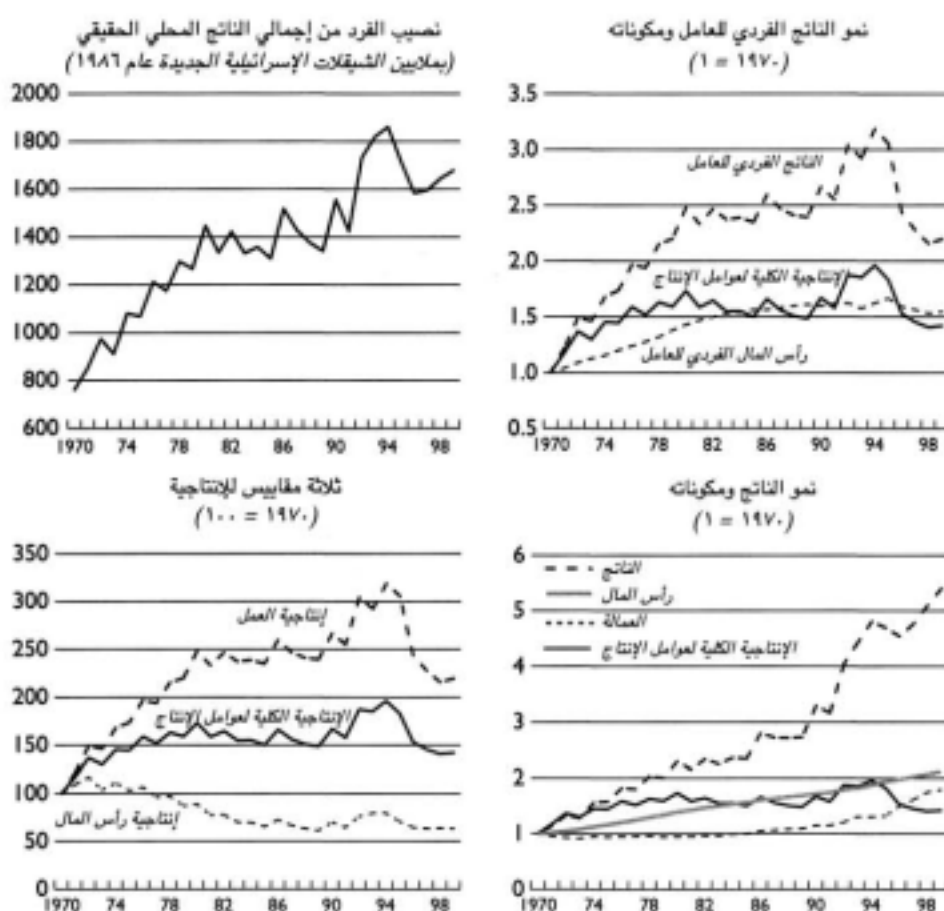 نصيب الفرد من إجمالي الناتج المحلي الحقيقي
(بملايين الشيقلات الإسرائيلية الجديدة عام ١٩٨٦)
2000
1800
1600
1400
1200
1000
800
600
1970 74 78 82 86 90 94 98
نمو الناتج الفردي للعامل ومكوناته
(١٩٧٠ = ١)
3.5
3.0
الناتج الفردي للعامل
2.5
2.0
الإنتاجية الكلية لعوامل الإنتاج
1.5
رأس المال الفردي للعامل
1.0
0.5
1970 74 78 82 86 90 94 98
ثلاثة مقاييس للإنتاجية
(١٩٧٠ = ١٠٠)
350
300
إنتاجية العمل
250
200
الإنتاجية الكلية لعوامل الإنتاج
150
100
إنتاجية رأس المال
50
0
1970 74 78 82 86 90 94 98
نمو الناتج ومكوناته
(١٩٧٠ = ١)
6
الناتج
رأس المال
5
العمالة
الإنتاجية الكلية لعوامل الإنتاج
4
3
2
1
0
1970 74 78 82 86 90 94 98